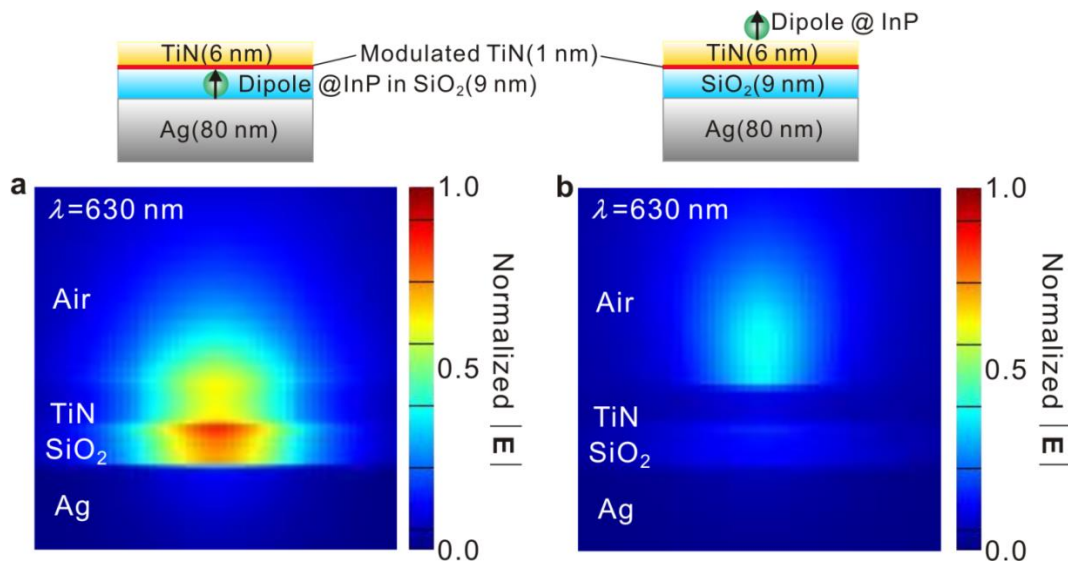 TiN(6 nm)
Modulated TiN(1 nm)
Dipole @InP in SiO₂(9 nm)
Ag(80 nm)
Dipole @ InP
TiN(6 nm)
SiO₂(9 nm)
Ag(80 nm)
a
λ=630 nm
Air
TiN
SiO₂
Ag
1.0
0.5
0.0
Normalized |E|
b
λ=630 nm
Air
TiN
SiO₂
Ag
1.0
0.5
0.0
Normalized |E|